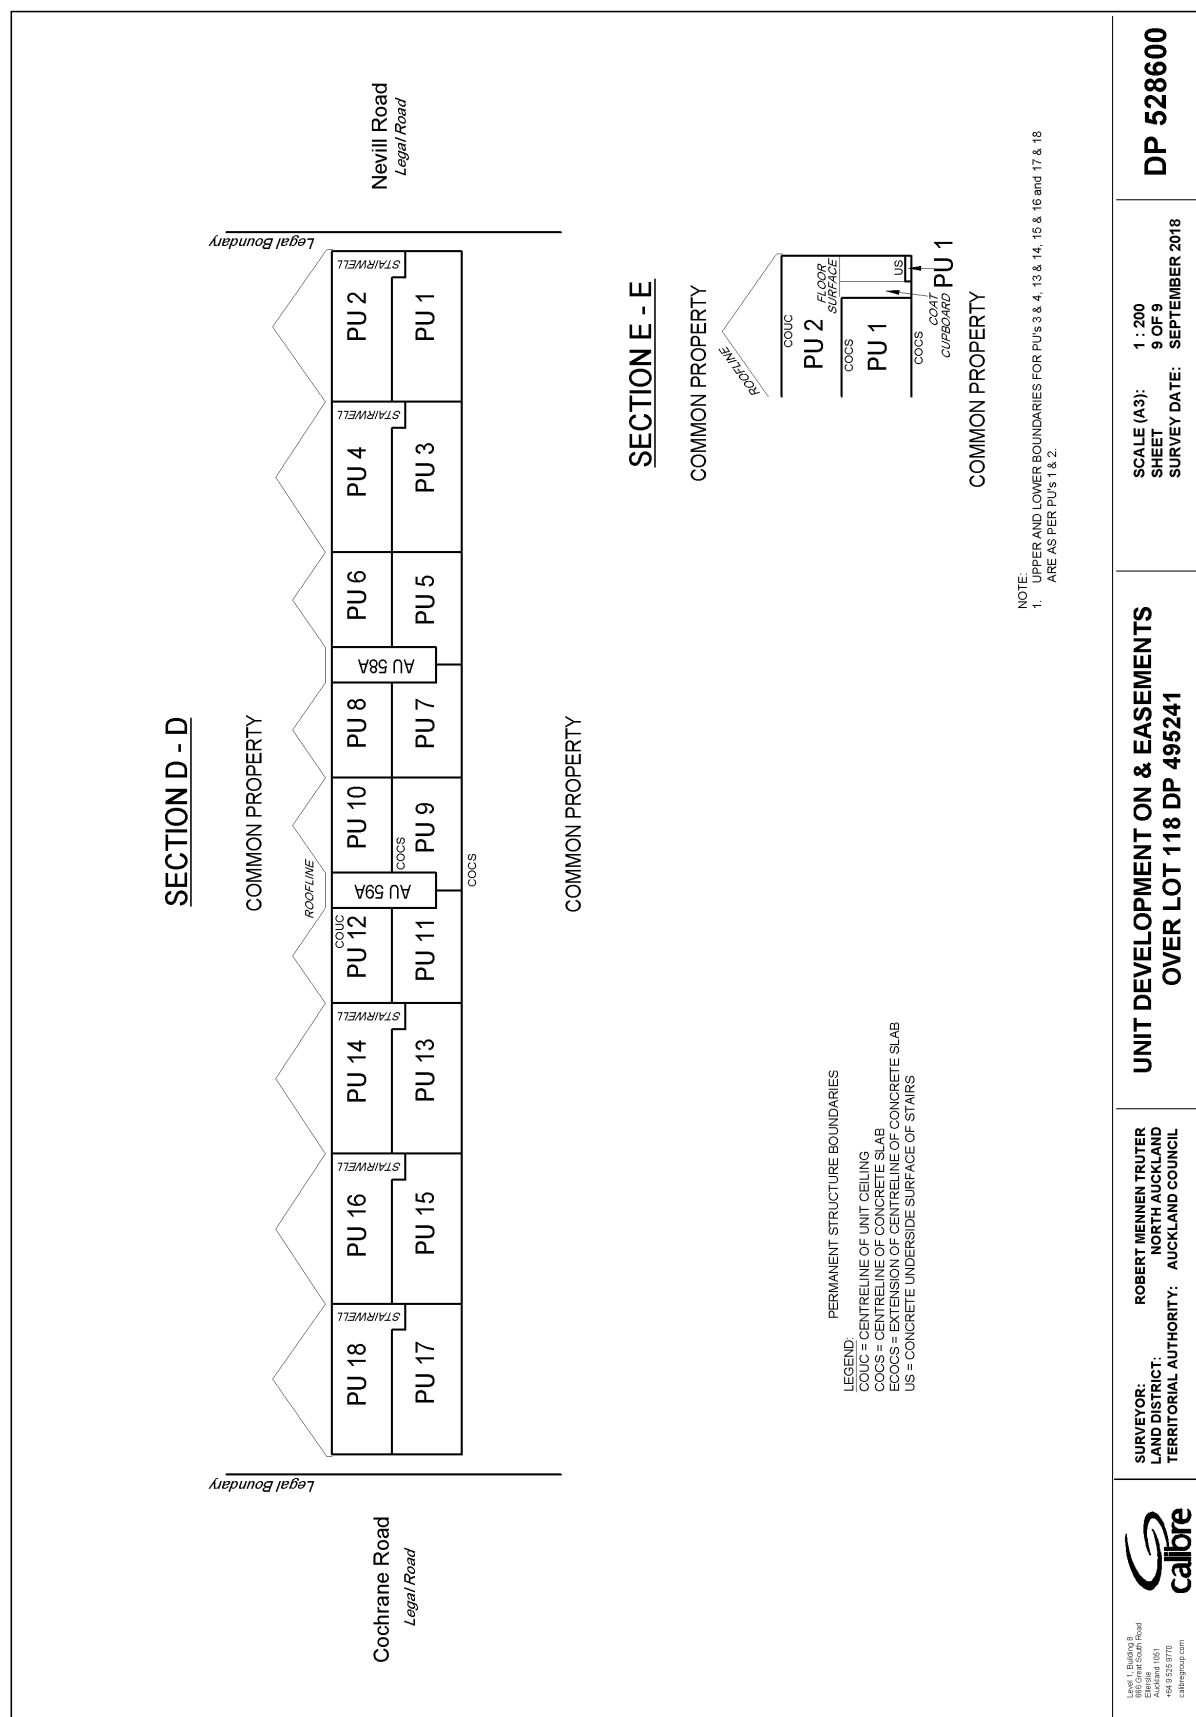 SECTION D - D
COMMON PROPERTY
Cochrane Road
Legal Road
Legal Boundary
ROOFLINE
COUC
Legal Boundary
Nevill Road
Legal Road
PU 18
STAIRWELL
PU 16
STAIRWELL
PU 14
STAIRWELL
PU 12
AU 59A
PU 10
PU 8
AU 58A
PU 6
PU 4
STAIRWELL
PU 2
STAIRWELL
PU 17
PU 15
PU 13
PU 11
COCS
PU 9
PU 7
PU 5
PU 3
PU 1
COCS
COMMON PROPERTY
SECTION E - E
COMMON PROPERTY
ROOFLINE
COUC
PU 2
FLOOR
SURFACE
COCS
PU 1
US
COCS
COAT
CUPBOARD
PU 1
COMMON PROPERTY
PERMANENT STRUCTURE BOUNDARIES
LEGEND:
COUC = CENTRELINE OF UNIT CEILING
COCS = CENTRELINE OF CONCRETE SLAB
ECOCS = EXTENSION OF CENTRELINE OF CONCRETE SLAB
US = CONCRETE UNDERSIDE SURFACE OF STAIRS
NOTE:
1. UPPER AND LOWER BOUNDARIES FOR PU's 3 & 4, 13 & 14, 15 & 16 and 17 & 18
ARE AS PER PU's 1 & 2.
Level 1, Building 8
666 Great South Road
Ellerslie
Auckland 1051
+64 9 525 9770
calibregroup.com
calibre
SURVEYOR: ROBERT MENNEN TRUTER
LAND DISTRICT: NORTH AUCKLAND
TERRITORIAL AUTHORITY: AUCKLAND COUNCIL
UNIT DEVELOPMENT ON & EASEMENTS
OVER LOT 118 DP 495241
SCALE (A3): 1 : 200
SHEET 9 OF 9
SURVEY DATE: SEPTEMBER 2018
DP 528600